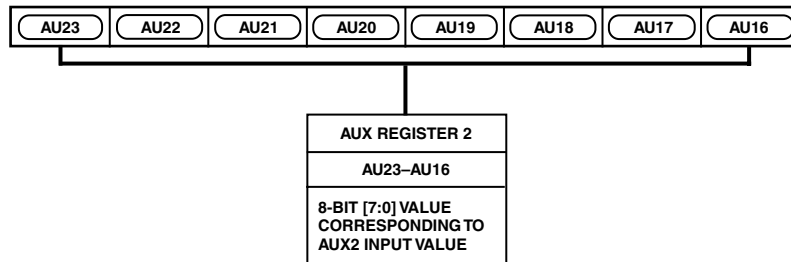 AU23 AU22 AU21 AU20 AU19 AU18 AU17 AU16
AUX REGISTER 2
AU23–AU16
8-BIT [7:0] VALUE
CORRESPONDING TO
AUX2 INPUT VALUE